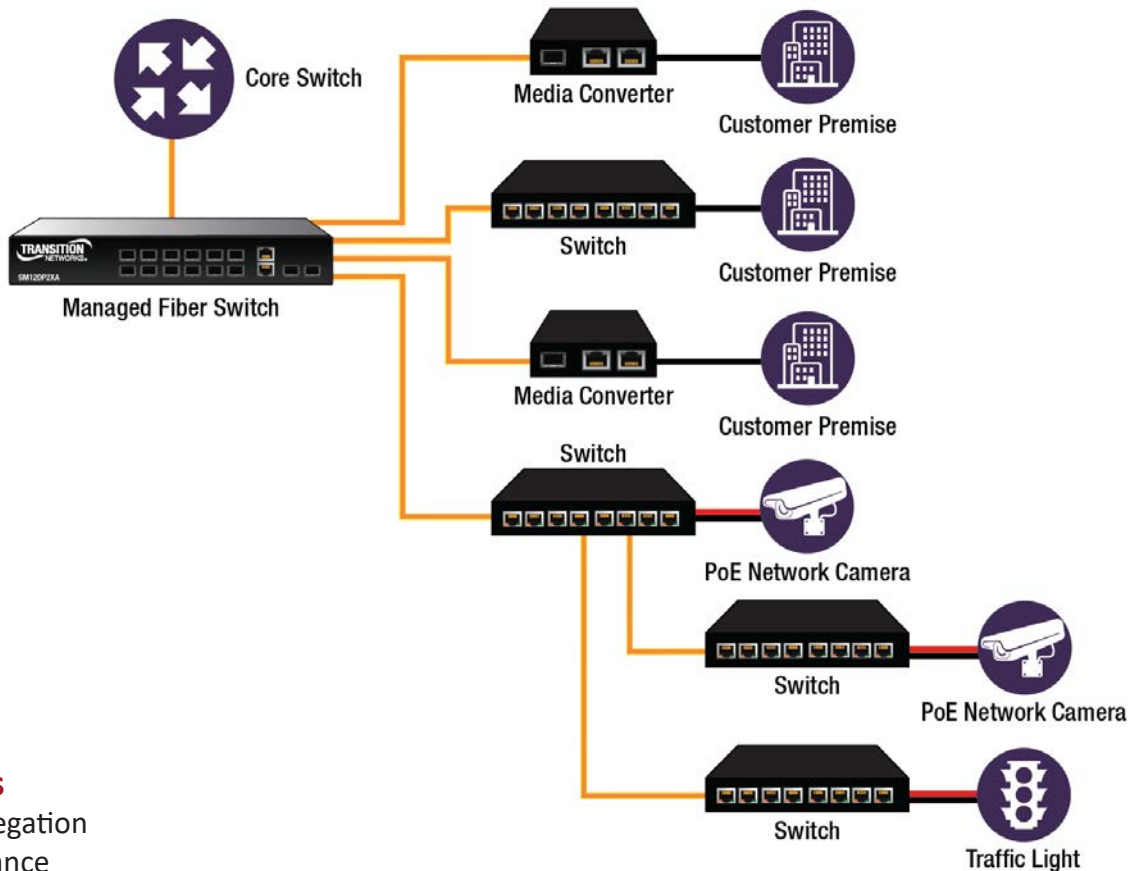 Core Switch
Media Converter
Customer Premise
Switch
Customer Premise
TRANSITION
NETWORKS
SM12DP2XA
Managed Fiber Switch
Media Converter
Customer Premise
Switch
PoE Network Camera
Switch
PoE Network Camera
Switch
Traffic Light